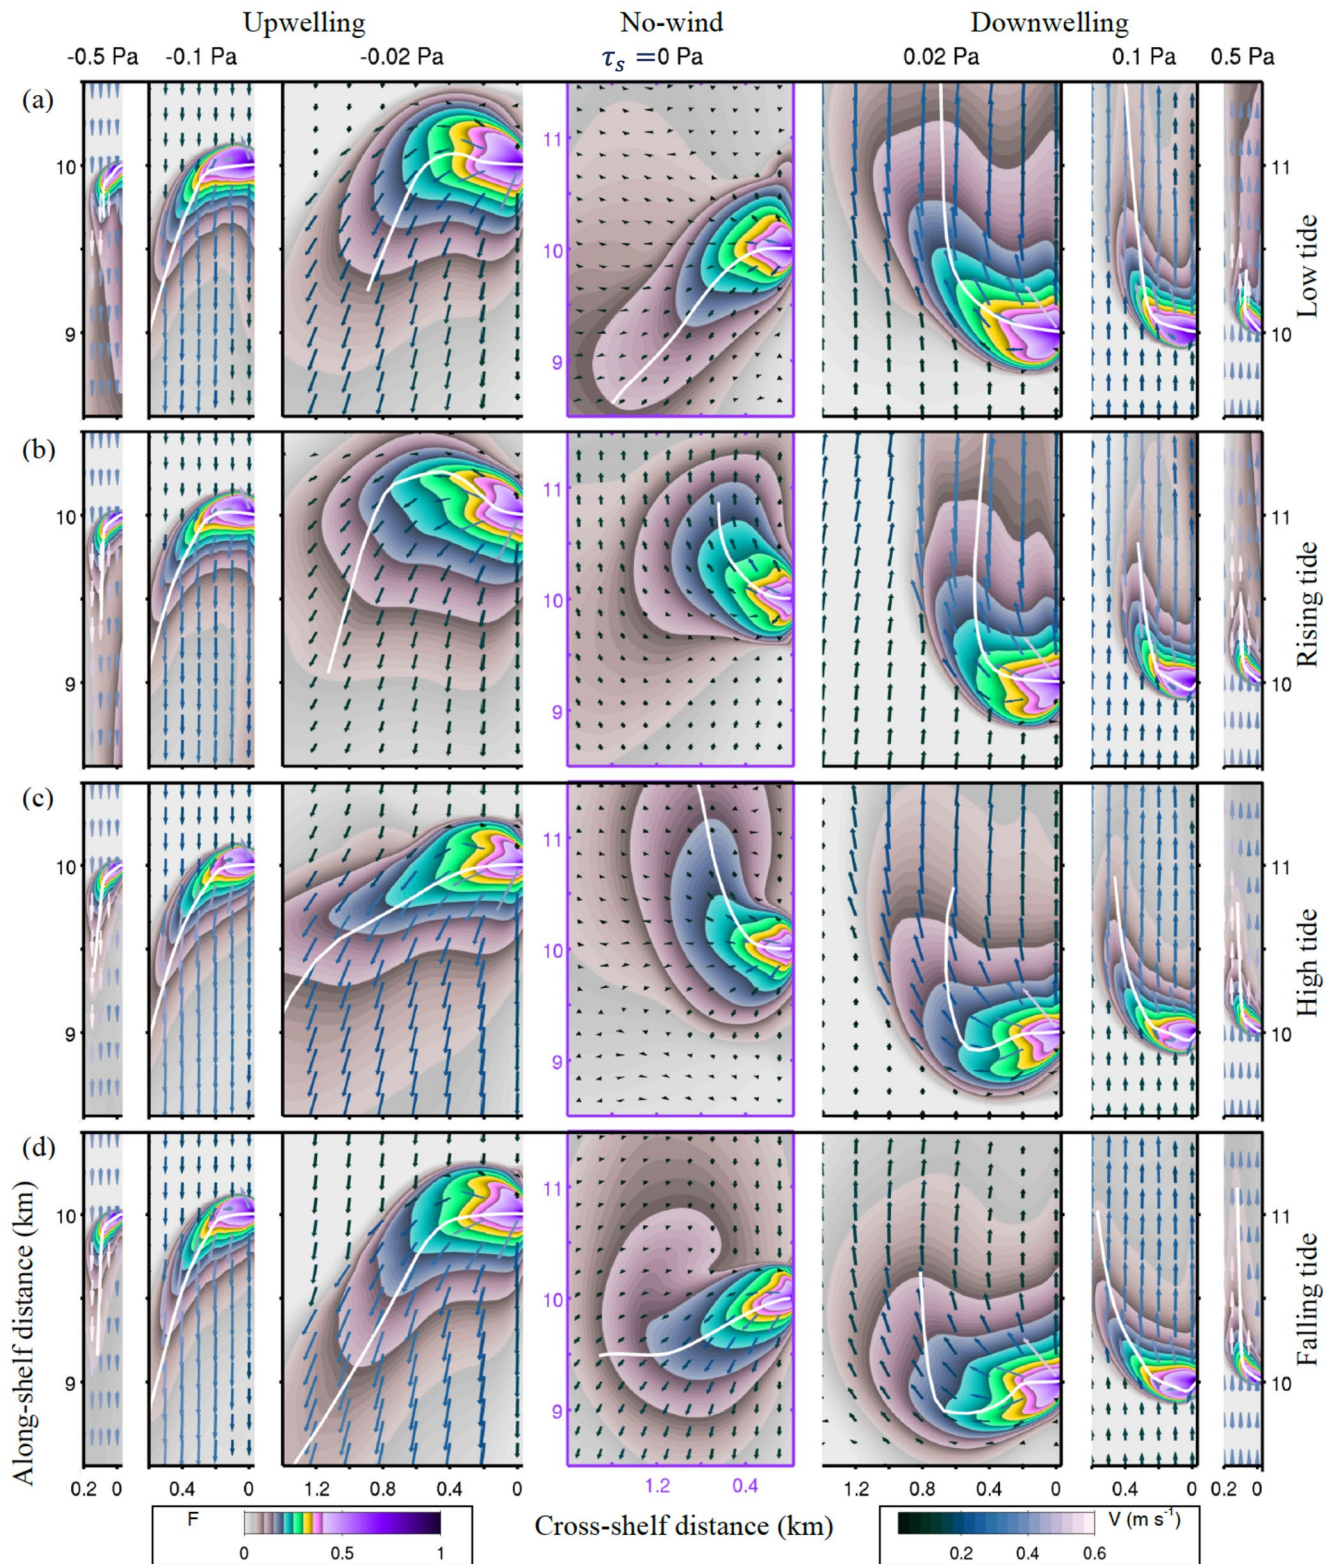 Upwelling No-wind Downwelling
-0.5 Pa -0.1 Pa -0.02 Pa τs =0 Pa 0.02 Pa 0.1 Pa 0.5 Pa
(a)
10
9
11
10
9
11
10
Low tide
(b)
10
9
11
10
9
11
10
Rising tide
(c)
10
9
11
10
9
11
10
High tide
(d)
10
9
11
10
9
11
10
Falling tide
Along-shelf distance (km)
0.2 0 0.4 0 1.2 0.8 0.4 0 1.2 0.4 1.2 0.8 0.4 0 0.4 0 0.2 0
Cross-shelf distance (km)
F
0 0.5 1
V (m s-1)
0.2 0.4 0.6